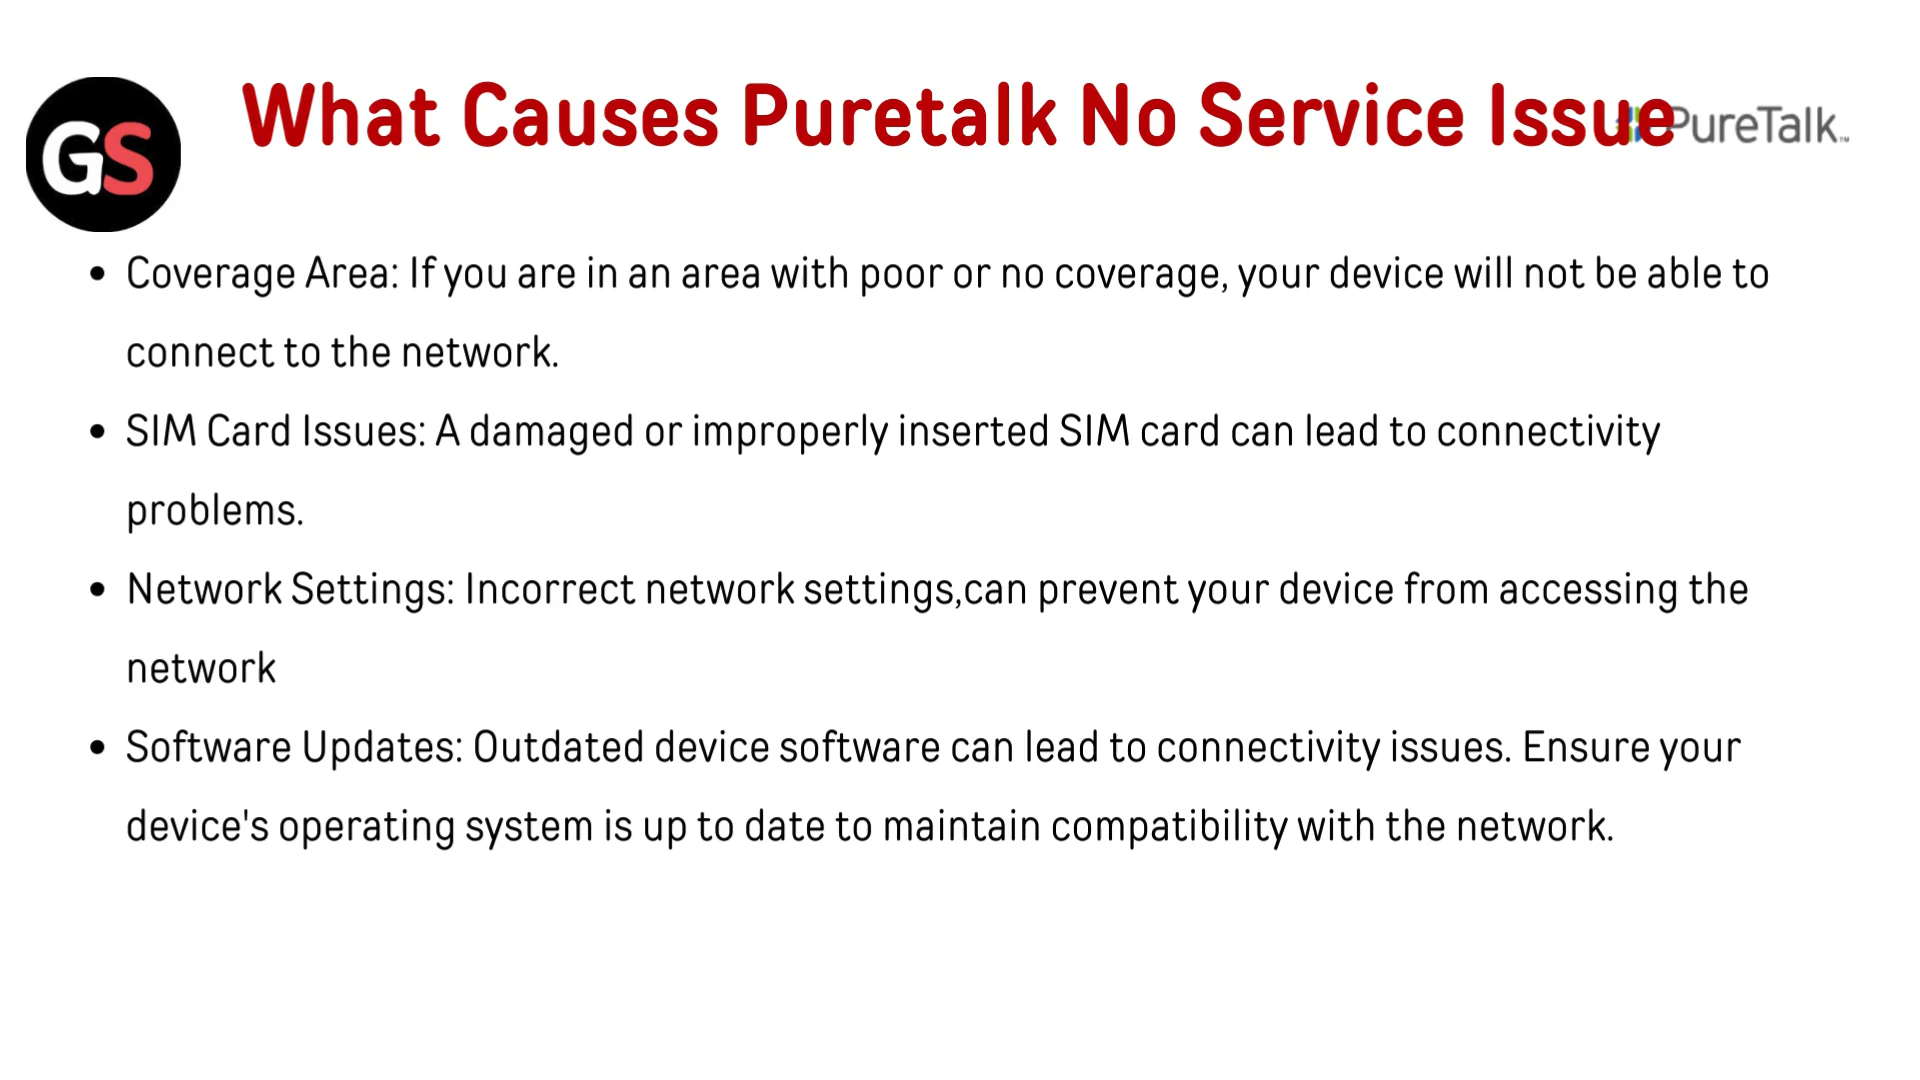 GS
What Causes Puretalk No Service Issue
PureTalk™
• Coverage Area: If you are in an area with poor or no coverage, your device will not be able to
connect to the network.
• SIM Card Issues: A damaged or improperly inserted SIM card can lead to connectivity
problems.
• Network Settings: Incorrect network settings,can prevent your device from accessing the
network
• Software Updates: Outdated device software can lead to connectivity issues. Ensure your
device's operating system is up to date to maintain compatibility with the network.